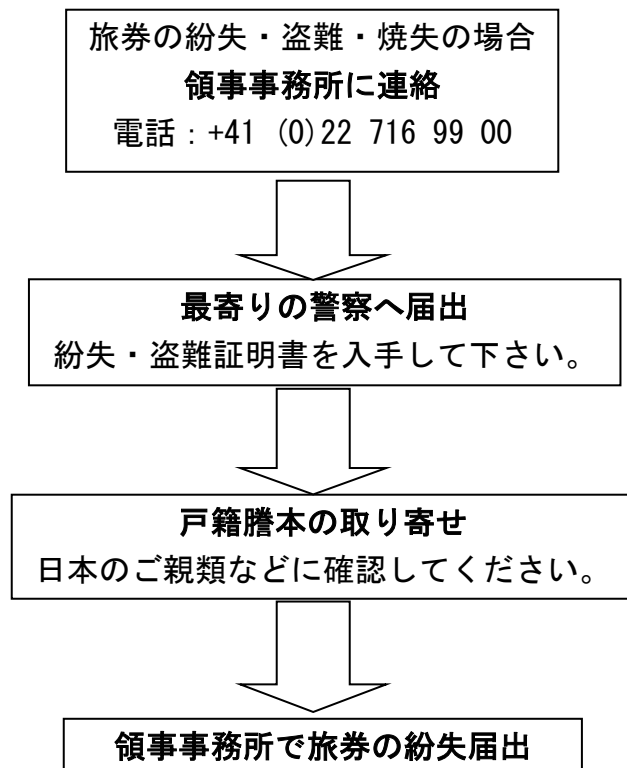 旅券の紛失・盗難・焼失の場合
領事事務所に連絡
電話：+41 (0)22 716 99 00
最寄りの警察へ届出
紛失・盗難証明書を入手して下さい。
戸籍謄本の取り寄せ
日本のご親類などに確認してください。
領事事務所で旅券の紛失届出